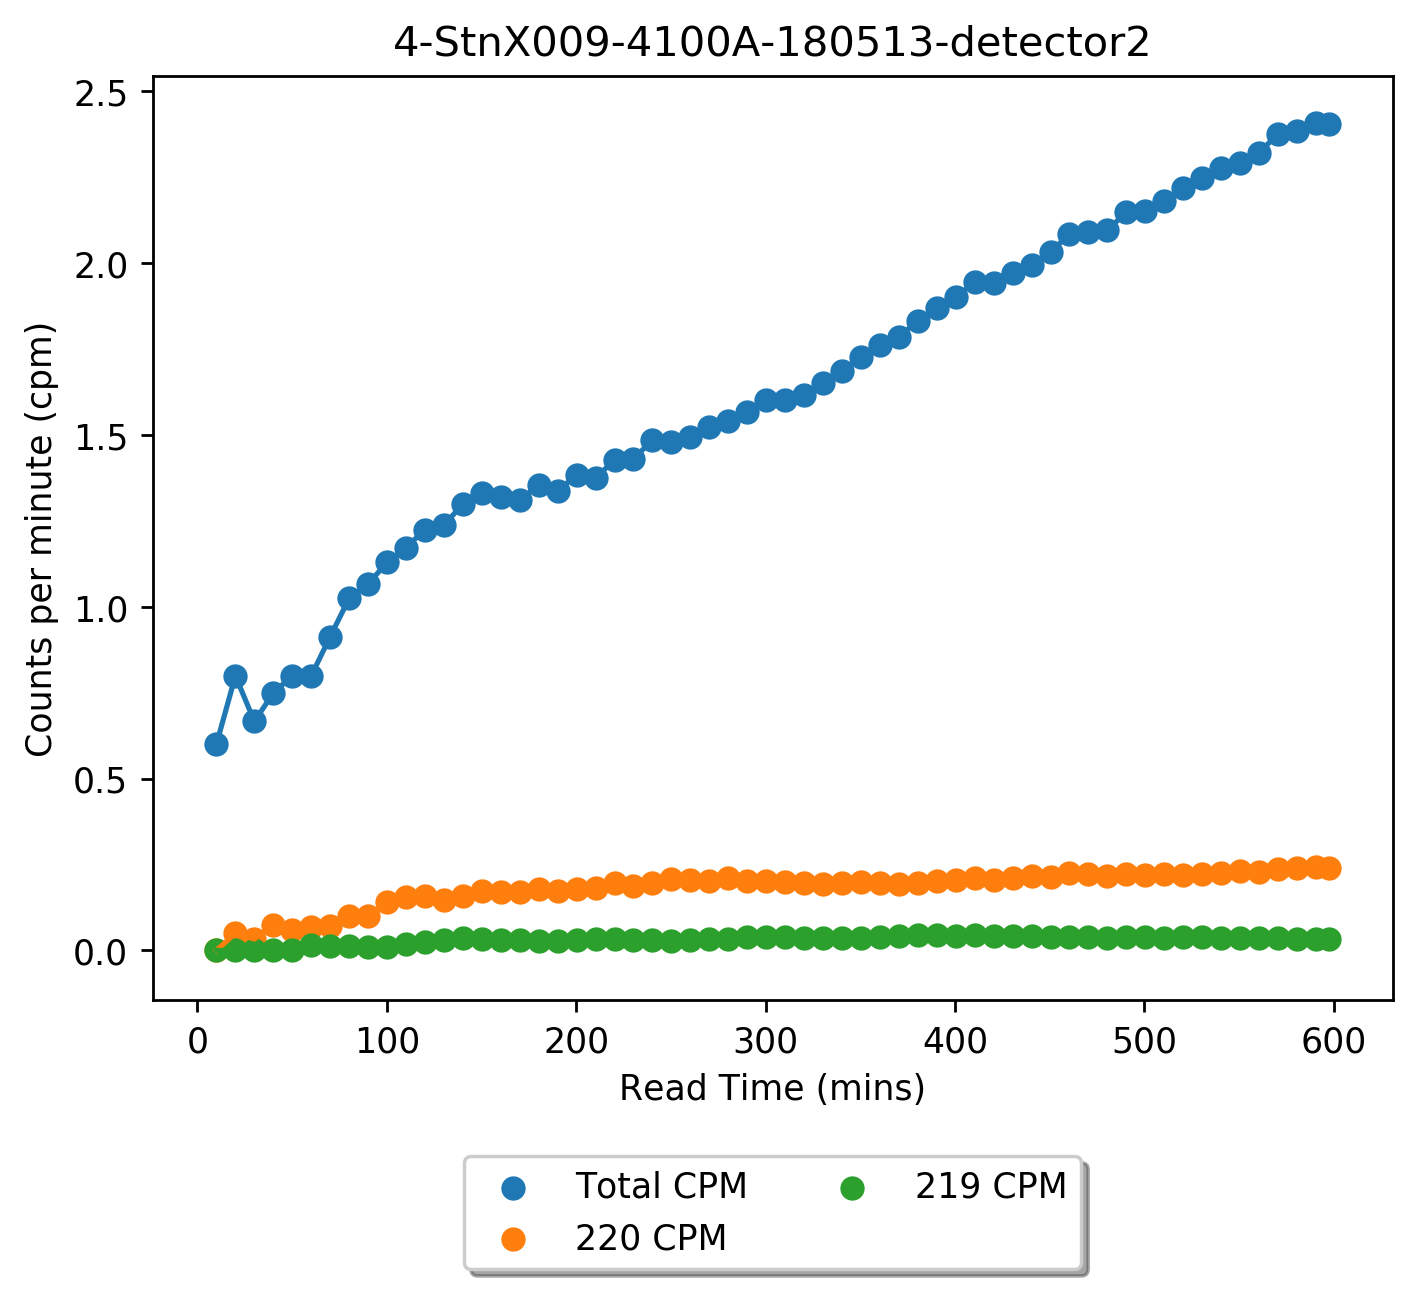 4-StnX009-4100A-180513-detector2
2.5
2.0
1.5
1.0
0.5
0.0
Counts per minute (cpm)
0 100 200 300 400 500 600
Read Time (mins)
Total CPM 219 CPM
220 CPM